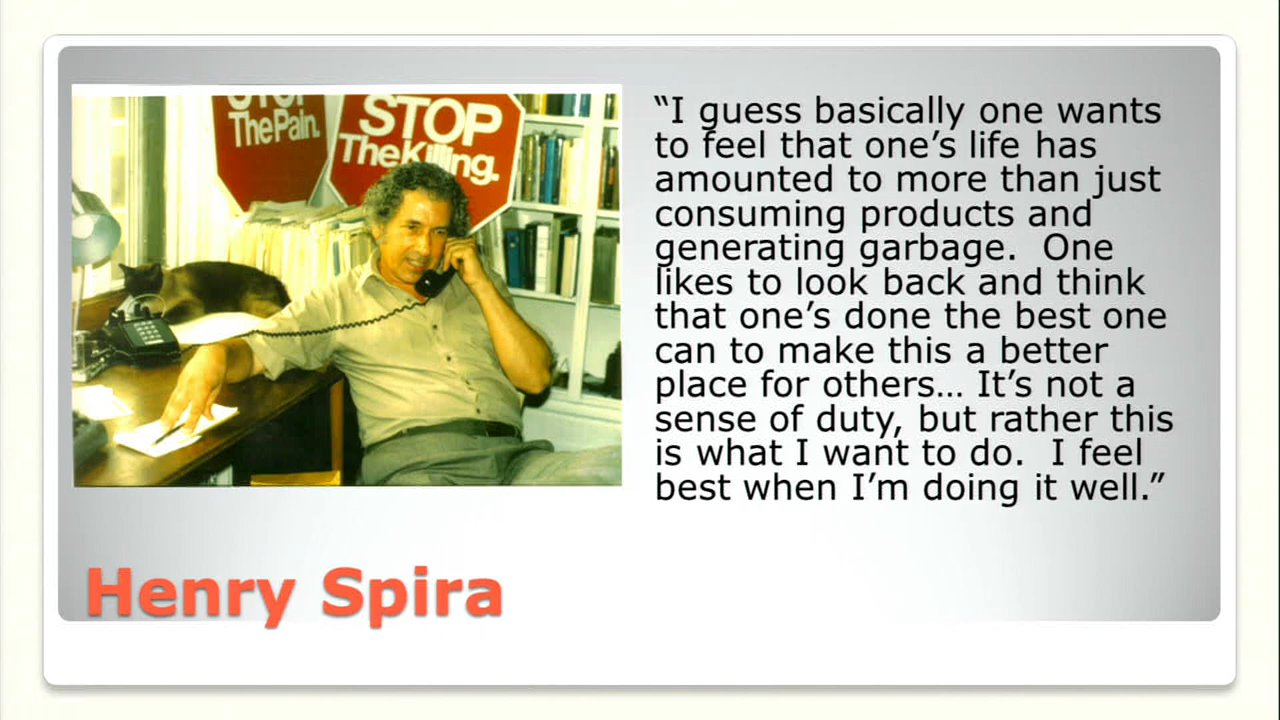 STOP
The Pain.
STOP
The Killing.
“I guess basically one wants
to feel that one’s life has
amounted to more than just
consuming products and
generating garbage.  One
likes to look back and think
that one’s done the best one
can to make this a better
place for others… It’s not a
sense of duty, but rather this
is what I want to do.  I feel
best when I’m doing it well.”
Henry Spira